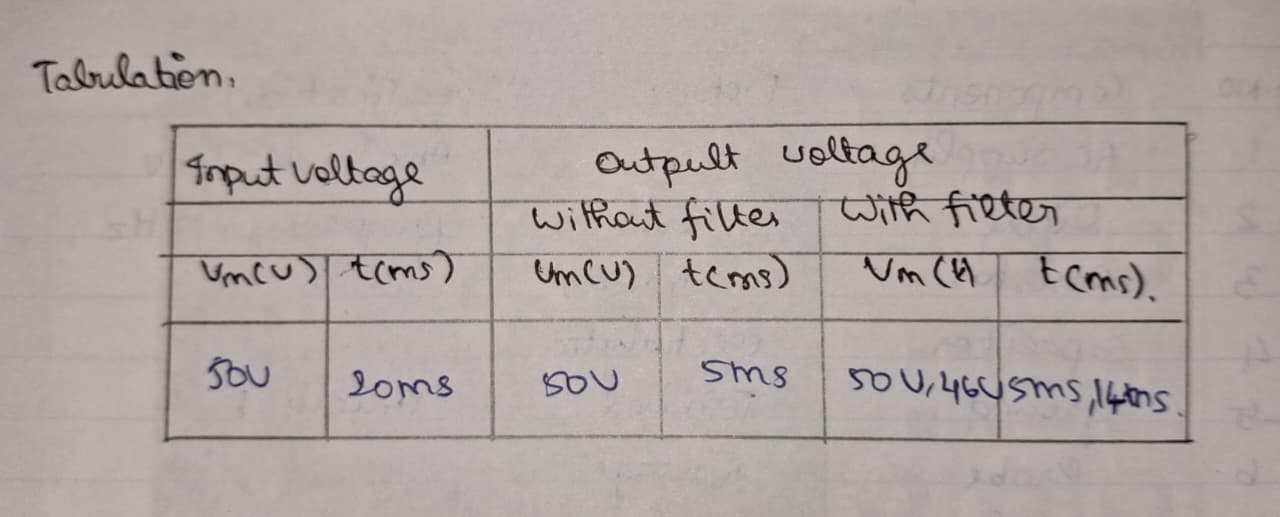 Tabulation.
Input voltage Outpult voltage
without filter With filter
Vm(V) t(ms) Vm(V) t(ms) Vm(V) t(ms).
50V 20ms 50V 5ms 50V,46V 5ms,14ms.